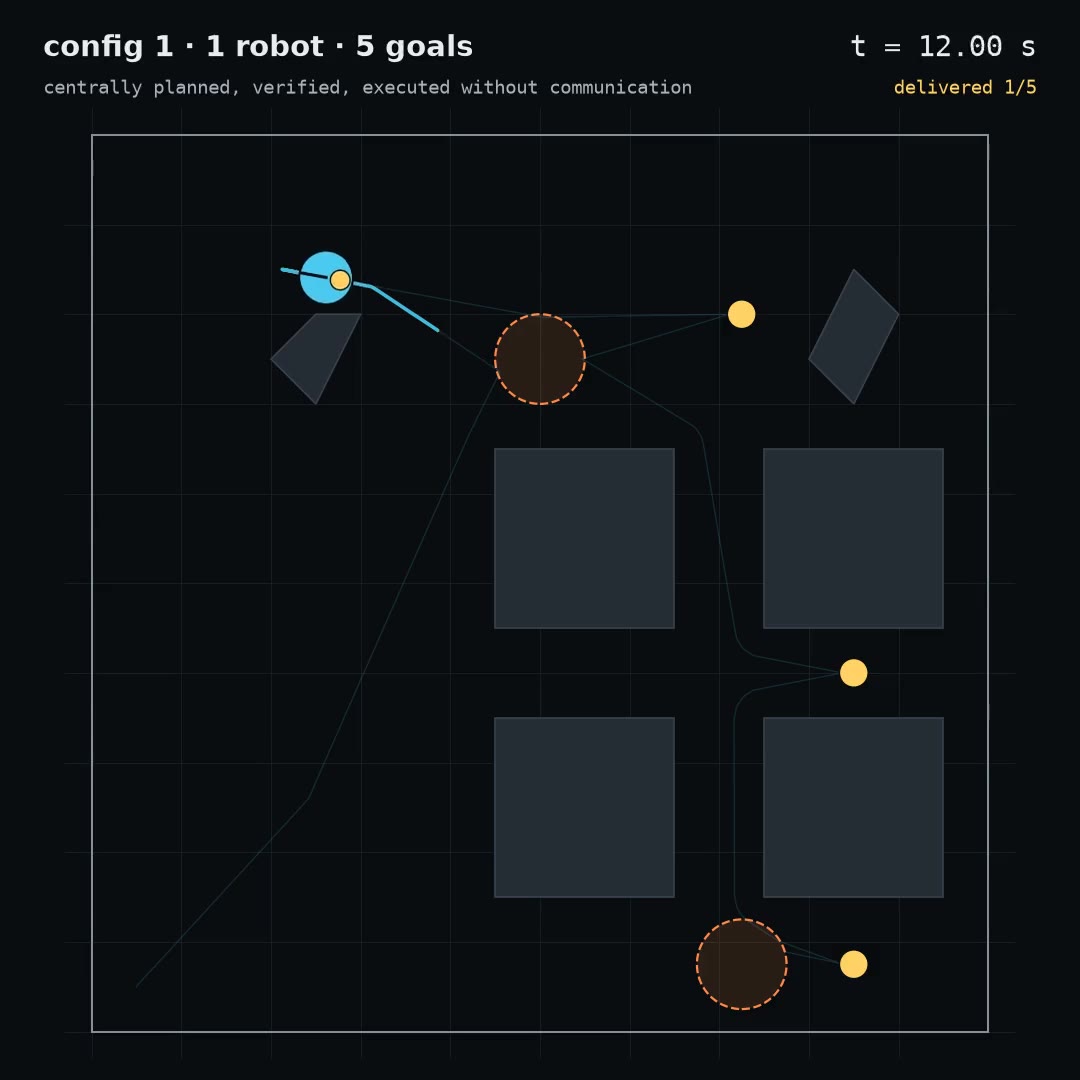 config 1 · 1 robot · 5 goals
t = 12.00 s
centrally planned, verified, executed without communication
delivered 1/5